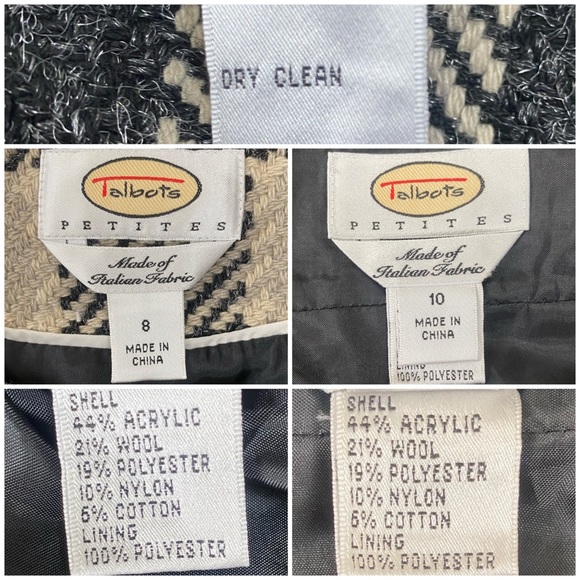 DRY CLEAN
Talbots
PETITES
Made of
Italian Fabric
8
MADE IN
CHINA
Talbots
PETITES
Made of
Italian Fabric
10
MADE IN
CHINA
LINING
100% POLYESTER
SHELL
44% ACRYLIC
21% WOOL
19% POLYESTER
10% NYLON
6% COTTON
LINING
100% POLYESTER
SHELL
44% ACRYLIC
21% WOOL
19% POLYESTER
10% NYLON
6% COTTON
LINING
100% POLYESTER